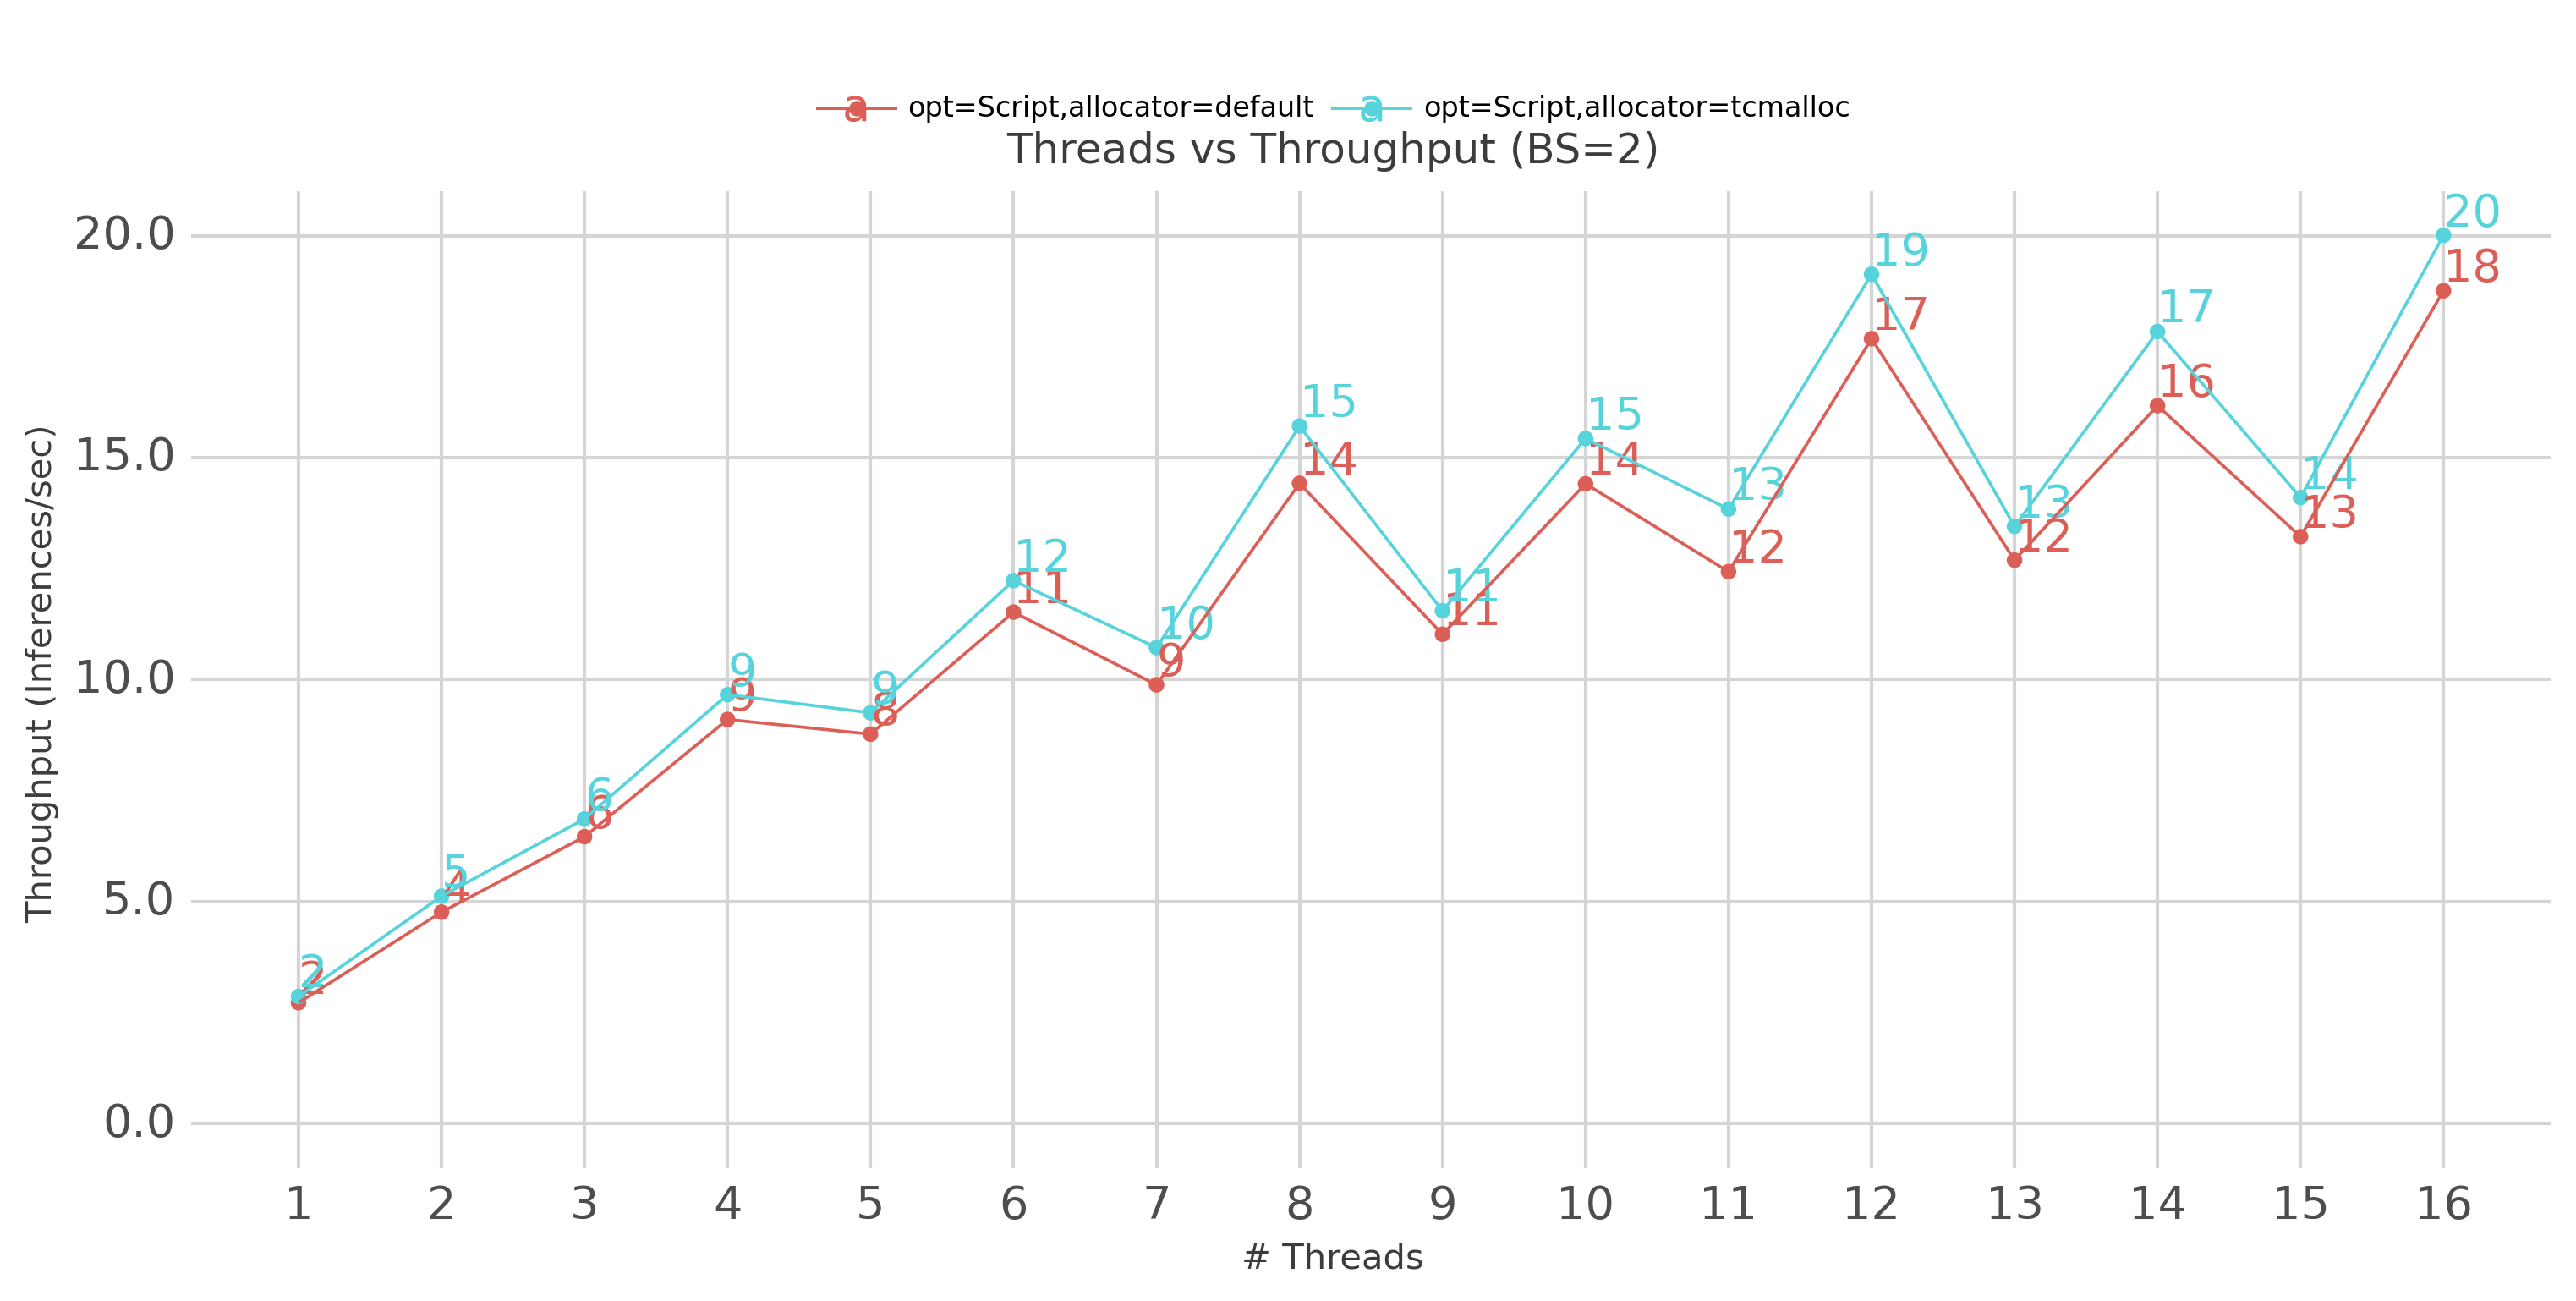 a opt=Script,allocator=default a opt=Script,allocator=tcmalloc
Threads vs Throughput (BS=2)
Throughput (Inferences/sec)
20.0
15.0
10.0
5.0
0.0
2 5 6 9 9 12 10 15 11 15 13 19 13 17 14 20
2 4 6 9 8 11 9 14 11 14 12 17 12 16 13 18
1 2 3 4 5 6 7 8 9 10 11 12 13 14 15 16
# Threads